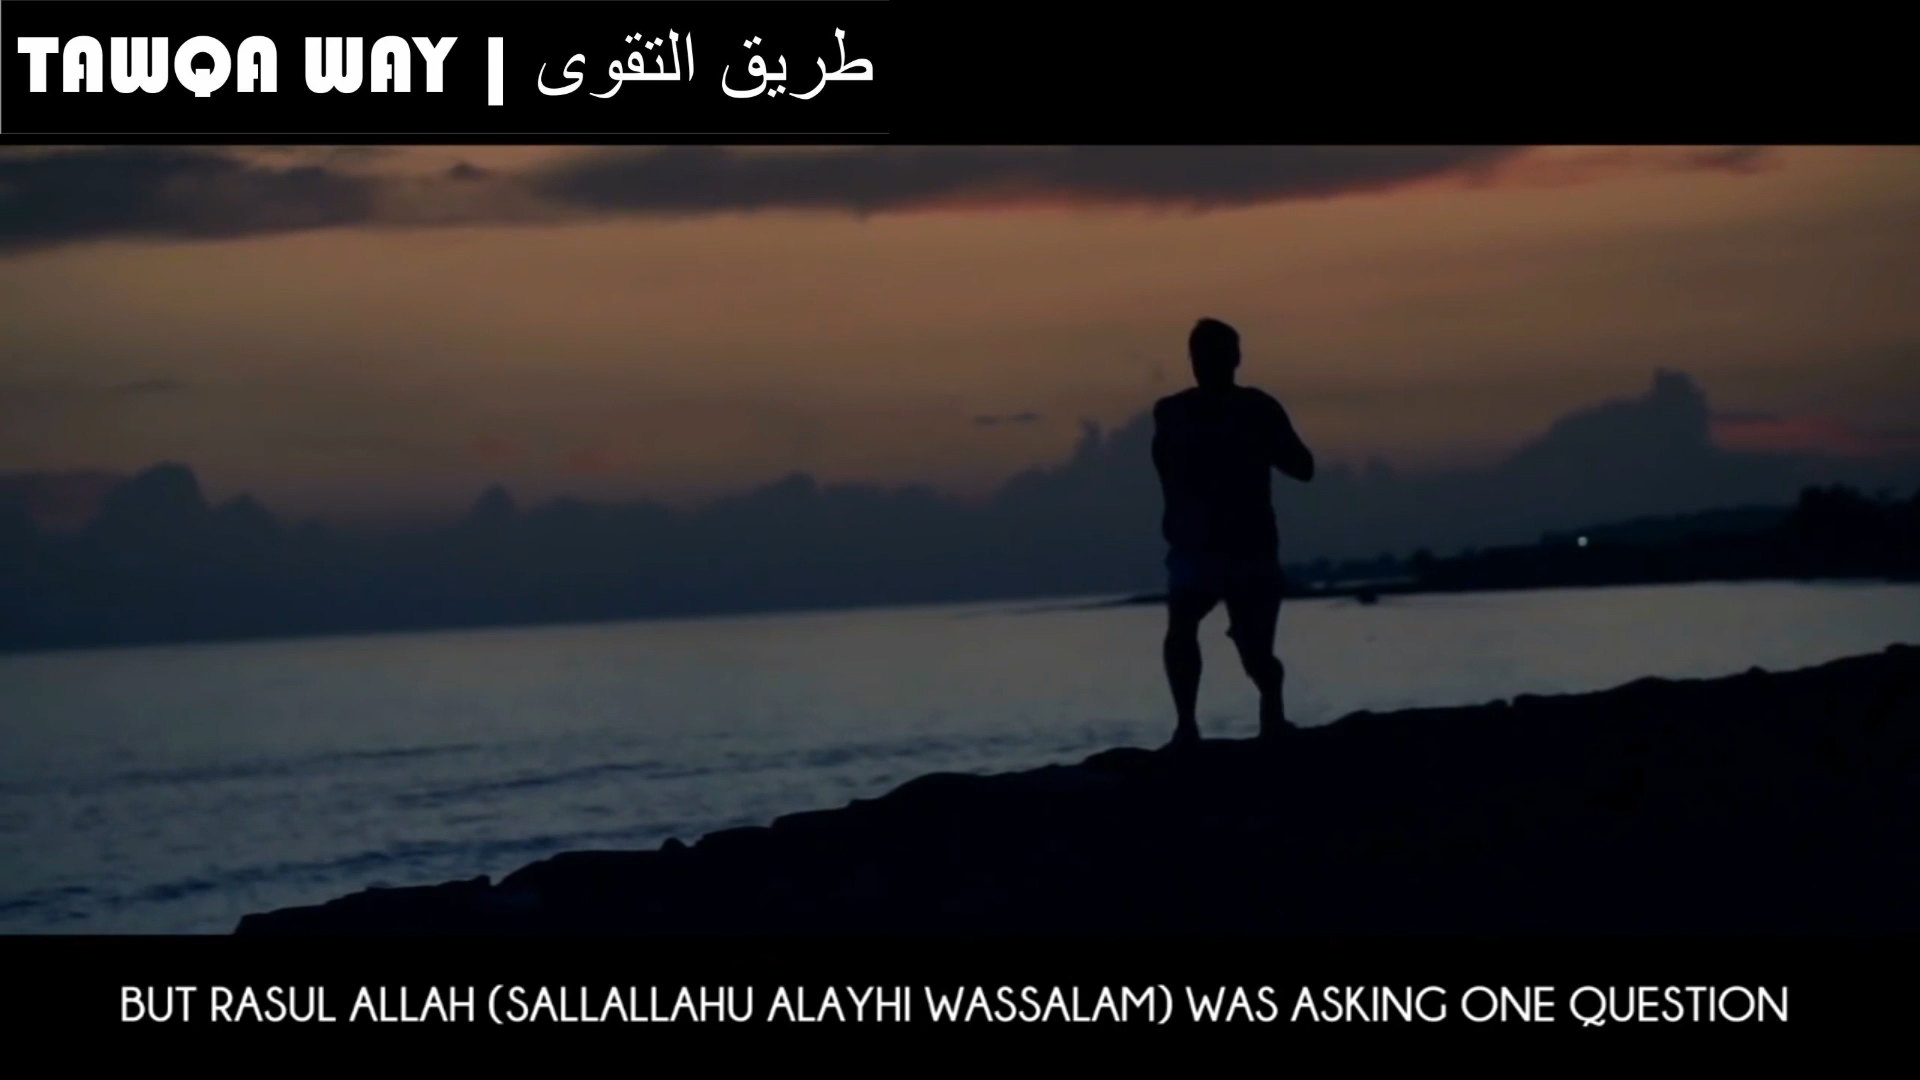 TAWQA WAY | طريق التقوى
BUT RASUL ALLAH (SALLALLAHU ALAYHI WASSALAM) WAS ASKING ONE QUESTION